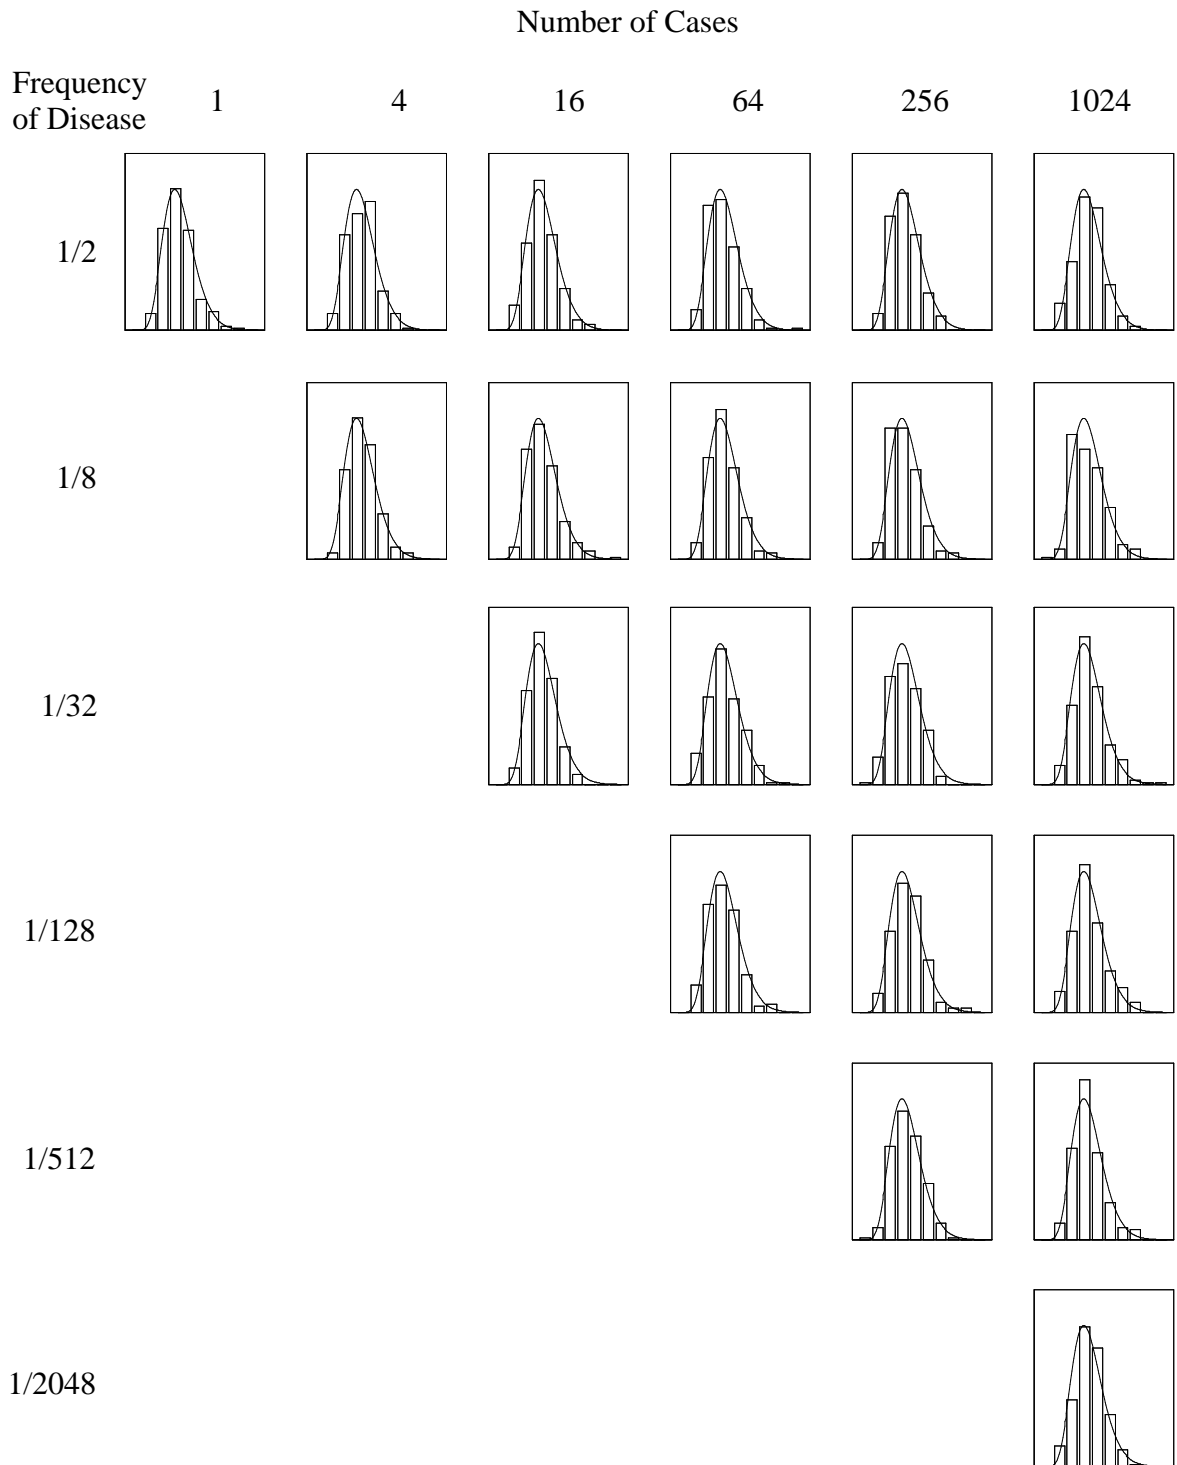 Number of Cases
Frequency
of Disease
1 4 16 64 256 1024
1/2
1/8
1/32
1/128
1/512
1/2048